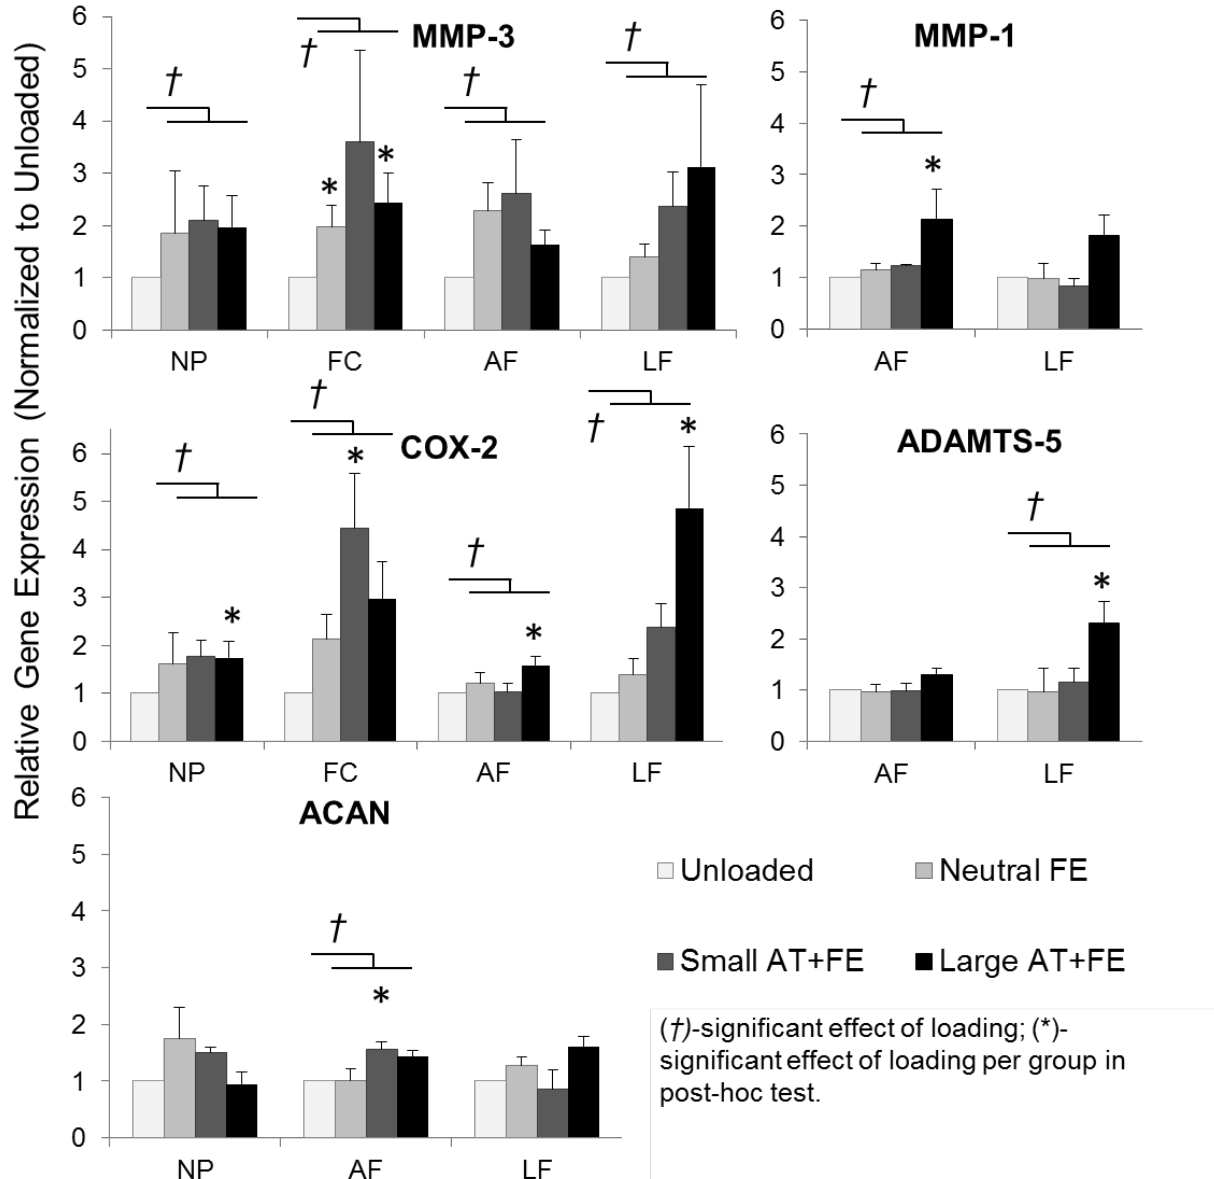 Relative Gene Expression (Normalized to Unloaded)
MMP-3
6
5
4
3
2
1
0
† † † †
* *
NP FC AF LF
MMP-1
6
5
4
3
2
1
0
†
*
AF LF
COX-2
6
5
4
3
2
1
0
† † † †
* * * *
NP FC AF LF
ADAMTS-5
6
5
4
3
2
1
0
†
*
AF LF
ACAN
6
5
4
3
2
1
0
†
*
NP AF LF
Unloaded
Neutral FE
Small AT+FE
Large AT+FE
(†)-significant effect of loading; (*)-
significant effect of loading per group in
post-hoc test.